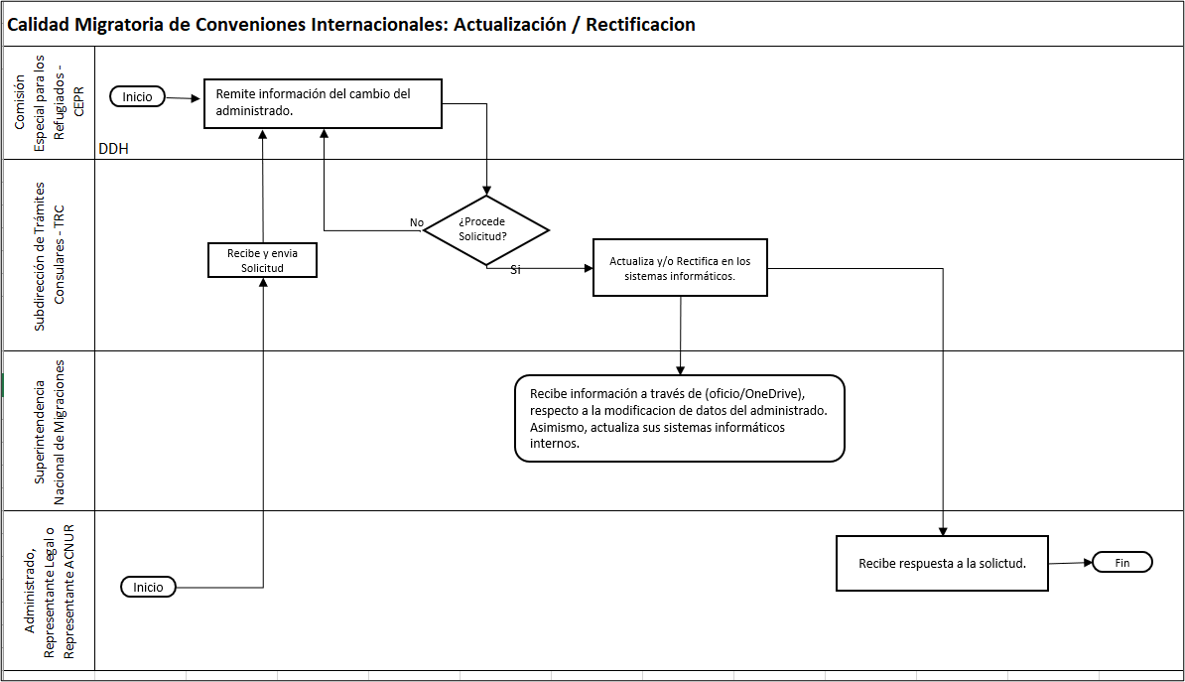 Calidad Migratoria de Conveniones Internacionales: Actualización / Rectificacion
Comisión
Especial para los
Refugiados -
CEPR
Inicio
Remite información del cambio del
administrado.
DDH
Subdirección de Trámites
Consulares - TRC
No
¿Procede
Solicitud?
Si
Recibe y envia
Solicitud
Actualiza y/o Rectifica en los
sistemas informáticos.
Superintendencia
Nacional de Migraciones
Recibe información a través de (oficio/OneDrive),
respecto a la modificacion de datos del administrado.
Asimismo, actualiza sus sistemas informáticos
internos.
Administrado,
Representante Legal o
Representante ACNUR
Inicio
Recibe respuesta a la solictud.
Fin